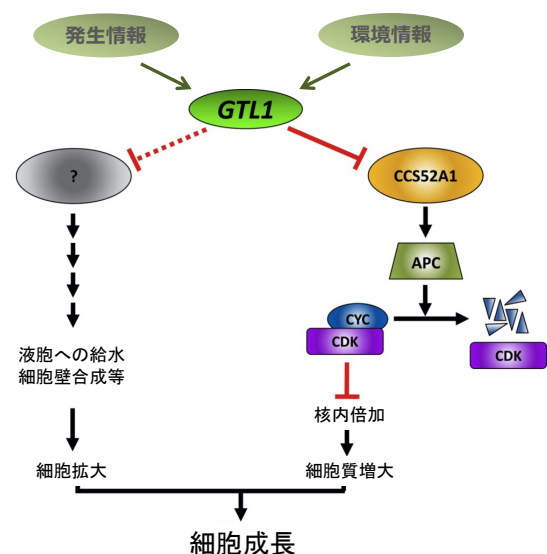 発生情報
環境情報
GTL1
?
CCS52A1
APC
CYC
CDK
CDK
液胞への給水
細胞壁合成等
核内倍加
細胞拡大
細胞質増大
細胞成長